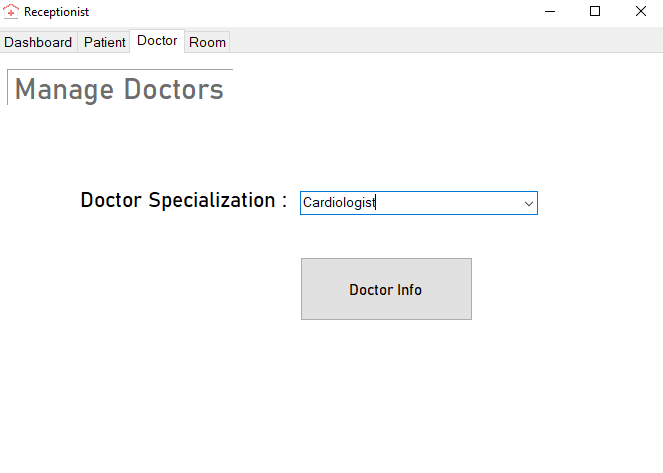 Receptionist
Dashboard Patient Doctor Room
Manage Doctors
Doctor Specialization : Cardiologist
Doctor Info